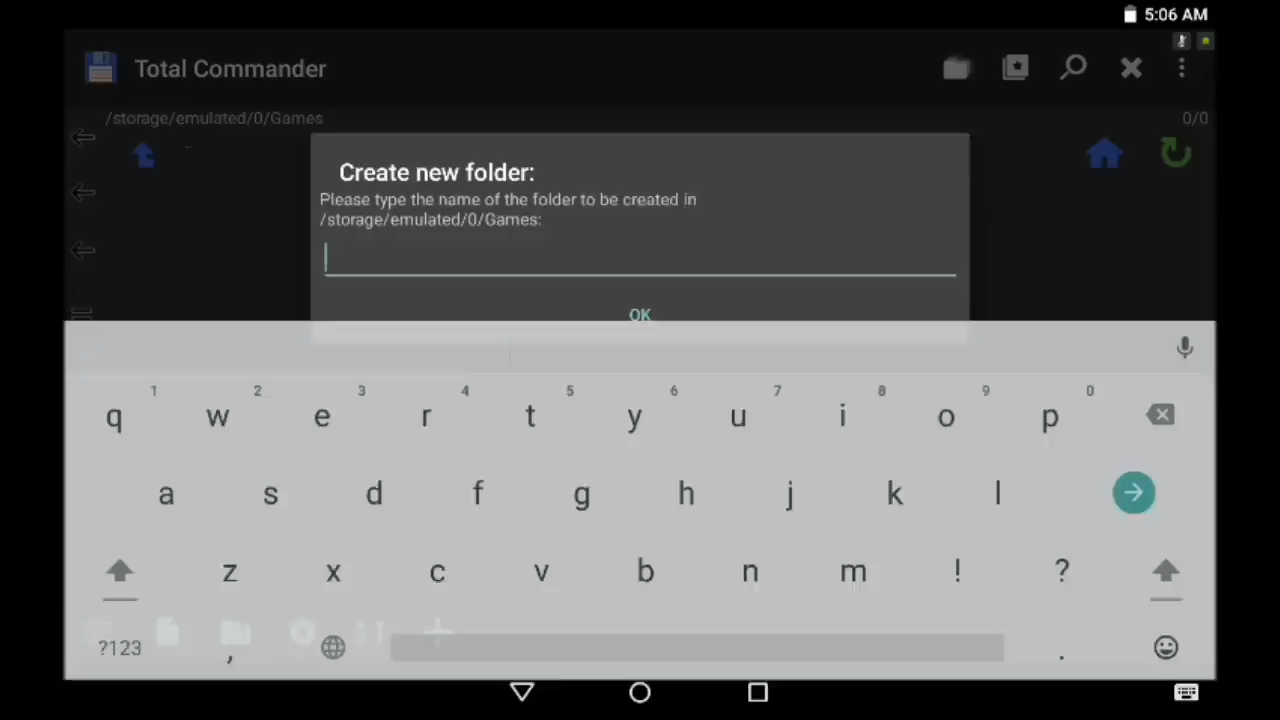 5:06 AM
Total Commander
/storage/emulated/0/Games
0/0
..
Create new folder:
Please type the name of the folder to be created in
/storage/emulated/0/Games:
OK
1 2 3 4 5 6 7 8 9 0
q w e r t y u i o p
a s d f g h j k l
z x c v b n m ! ?
?123 , .